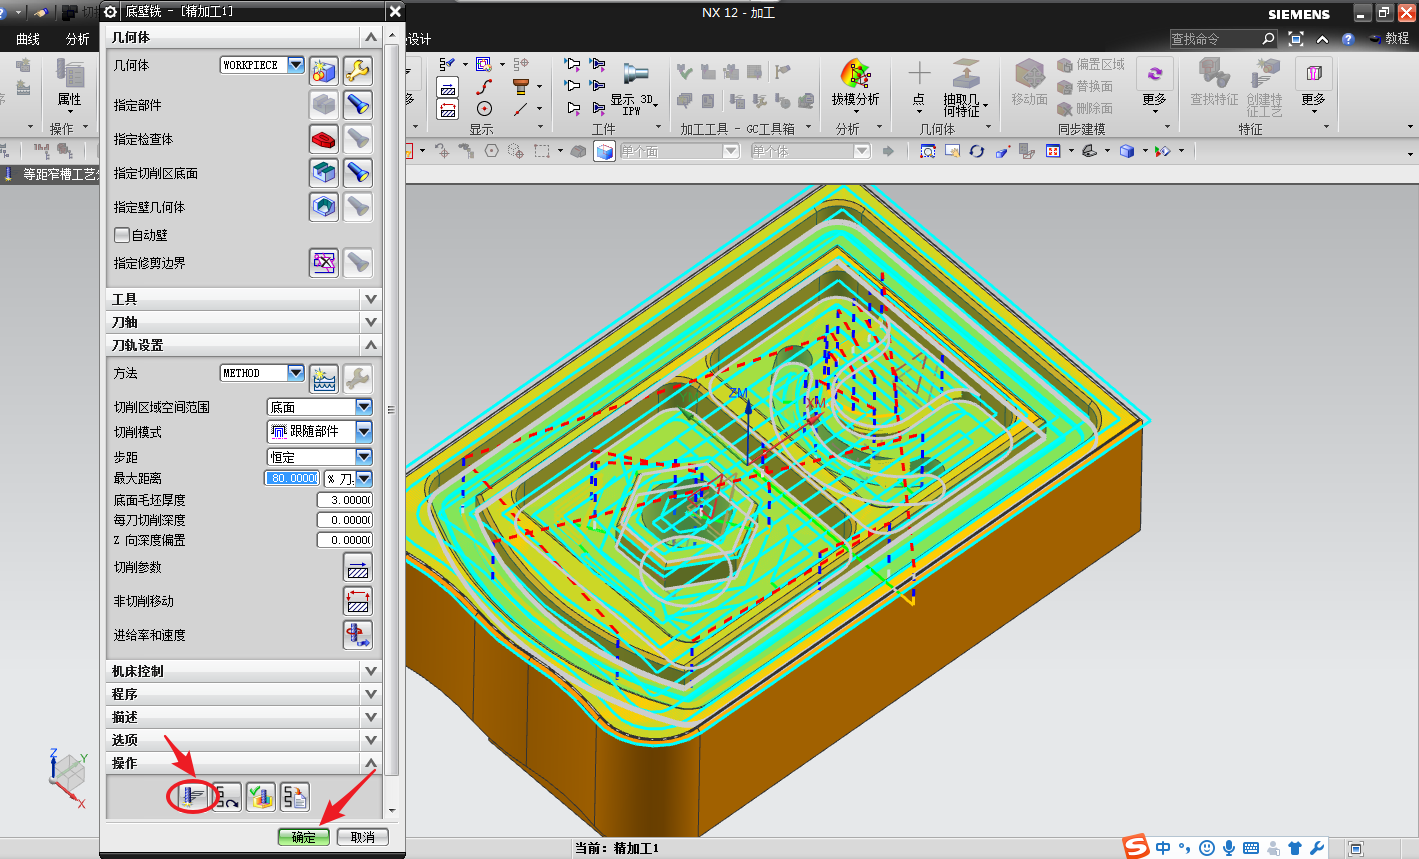 底壁铣 - [精加工1]
NX 12 - 加工
SIEMENS
曲线 分析
设计
查找命令
教程
属性
操作
显示
显示 3D IPW
工件
加工工具 - GC工具箱
拔模分析
分析
点
抽取几何特征
几何体
移动面
偏置区域
替换面
删除面
更多
同步建模
查找特征
创建特征工艺
更多
特征
单个面
单个体
等距窄槽工艺
几何体
几何体 WORKPIECE
指定部件
指定检查体
指定切削区底面
指定壁几何体
自动壁
指定修剪边界
工具
刀轴
刀轨设置
方法 METHOD
切削区域空间范围 底面
切削模式 跟随部件
步距 恒定
最大距离 80.0000 % 刀
底面毛坯厚度 3.0000
每刀切削深度 0.0000
Z 向深度偏置 0.0000
切削参数
非切削移动
进给率和速度
机床控制
程序
描述
选项
操作
确定 取消
ZM
XM
Z
Y
X
当前: 精加工1
中